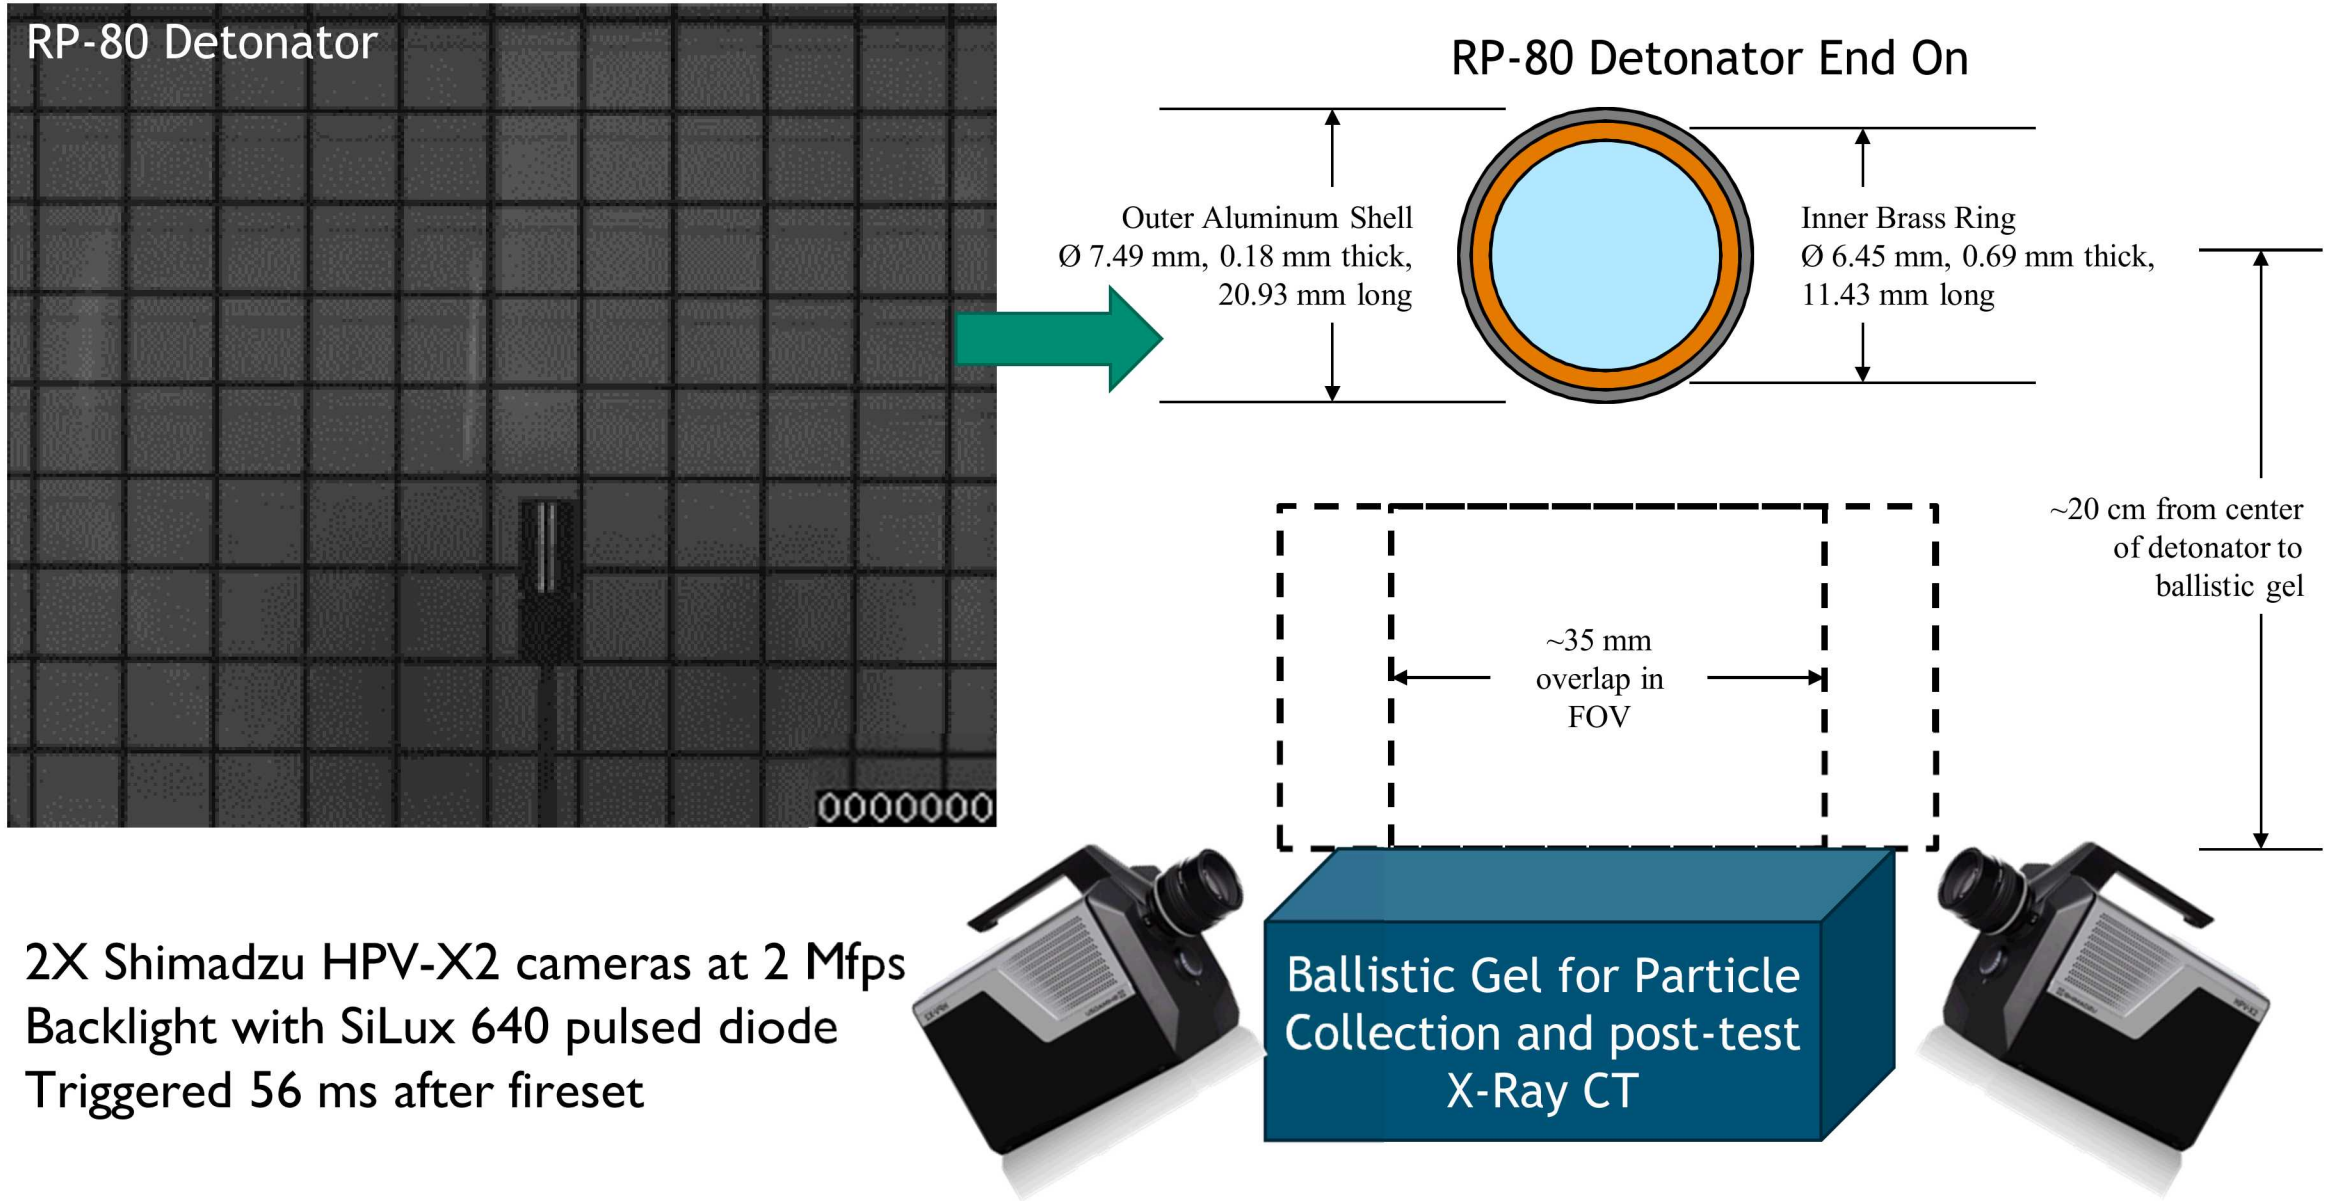 RP-80 Detonator
0000000
RP-80 Detonator End On
Outer Aluminum Shell
Ø 7.49 mm, 0.18 mm thick,
20.93 mm long
Inner Brass Ring
Ø 6.45 mm, 0.69 mm thick,
11.43 mm long
~20 cm from center
of detonator to
ballistic gel
~35 mm
overlap in
FOV
2X Shimadzu HPV-X2 cameras at 2 Mfps
Backlight with SiLux 640 pulsed diode
Triggered 56 ms after fireset
Ballistic Gel for Particle
Collection and post-test
X-Ray CT
HPV-X2